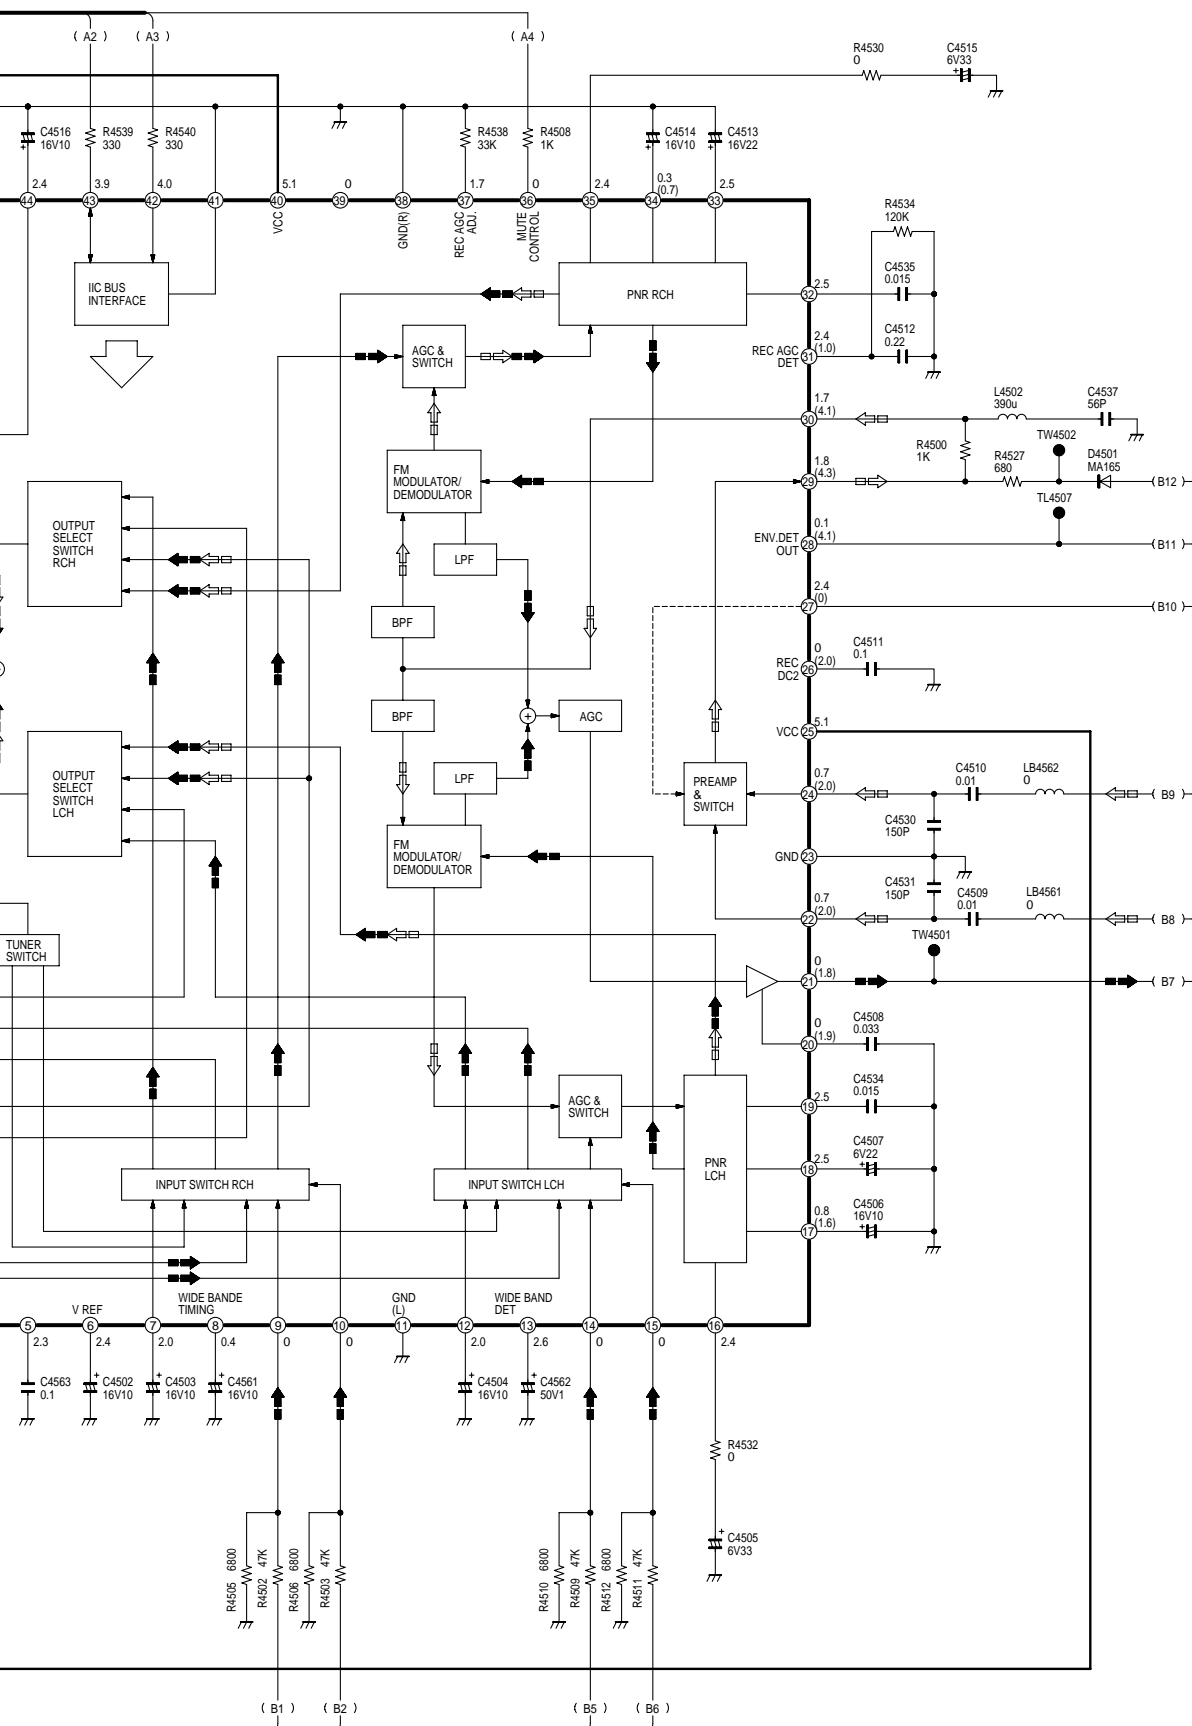 ( A2 ) ( A3 ) ( A4 )
R4530
0
C4515
6V33
+
C4516
16V10
+
R4539
330
R4540
330
R4538
33K
R4508
1K
C4514
16V10
+
C4513
16V22
+
2.4 3.9 4.0 5.1 0 1.7 0 2.4 0.3
(0.7) 2.5
44 43 42 41 40 39 38 37 36 35 34 33
VCC
GND(R)
REC AGC
ADJ.
MUTE
CONTROL
R4534
120K
IIC BUS
INTERFACE
PNR RCH
2.5
32
C4535
0.015
AGC &
SWITCH
REC AGC
DET
2.4
(1.0)
31
C4512
0.22
1.7
(4.1)
30
L4502
390u
C4537
56P
R4500
1K
TW4502
FM
MODULATOR/
DEMODULATOR
1.8
(4.3)
29
R4527
680
D4501
MA165
( B12 )
TL4507
OUTPUT
SELECT
SWITCH
RCH
LPF
ENV.DET
OUT
0.1
(4.1)
28
( B11 )
2.4
(0)
27
( B10 )
BPF
REC
DC2
0
(2.0)
26
C4511
0.1
BPF
+
AGC
VCC
5.1
25
OUTPUT
SELECT
SWITCH
LCH
LPF
PREAMP
&
SWITCH
0.7
(2.0)
24
C4510
0.01
LB4562
0
( B9 )
C4530
150P
FM
MODULATOR/
DEMODULATOR
GND
23
C4531
150P
C4509
0.01
LB4561
0
0.7
(2.0)
22
( B8 )
TUNER
SWITCH
TW4501
0
(1.8)
21
( B7 )
0
(1.9)
20
C4508
0.033
AGC &
SWITCH
2.5
19
C4534
0.015
INPUT SWITCH RCH
INPUT SWITCH LCH
PNR
LCH
2.5
18
C4507
6V22
+
0.8
(1.6)
17
C4506
16V10
+
V REF
WIDE BANDE
TIMING
GND
(L)
WIDE BAND
DET
5 6 7 8 9 10 11 12 13 14 15 16
2.3 2.4 2.0 0.4 0 0 2.0 2.6 0 0 2.4
C4563
0.1
+
C4502
16V10
+
C4503
16V10
+
C4561
16V10
+
C4504
16V10
+
C4562
50V1
R4532
0
R4505 6800
R4502 47K
R4506 6800
R4503 47K
R4510 6800
R4509 47K
R4512 6800
R4511 47K
+
C4505
6V33
( B1 ) ( B2 ) ( B5 ) ( B6 )